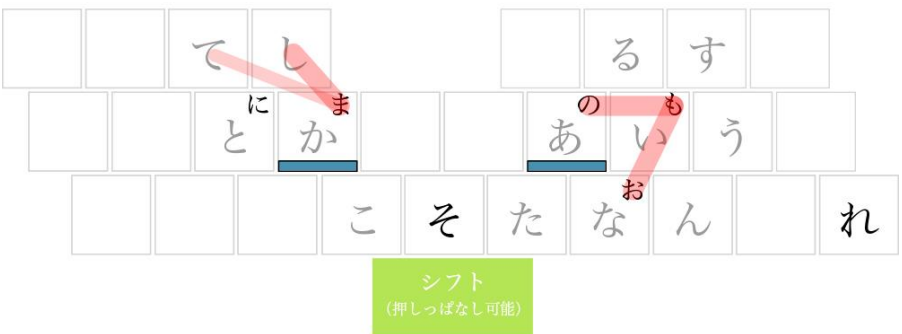 て し る す
に ま の も
と か あ い う
お
こ そ た な ん れ
シフト
（押しっぱなし可能）